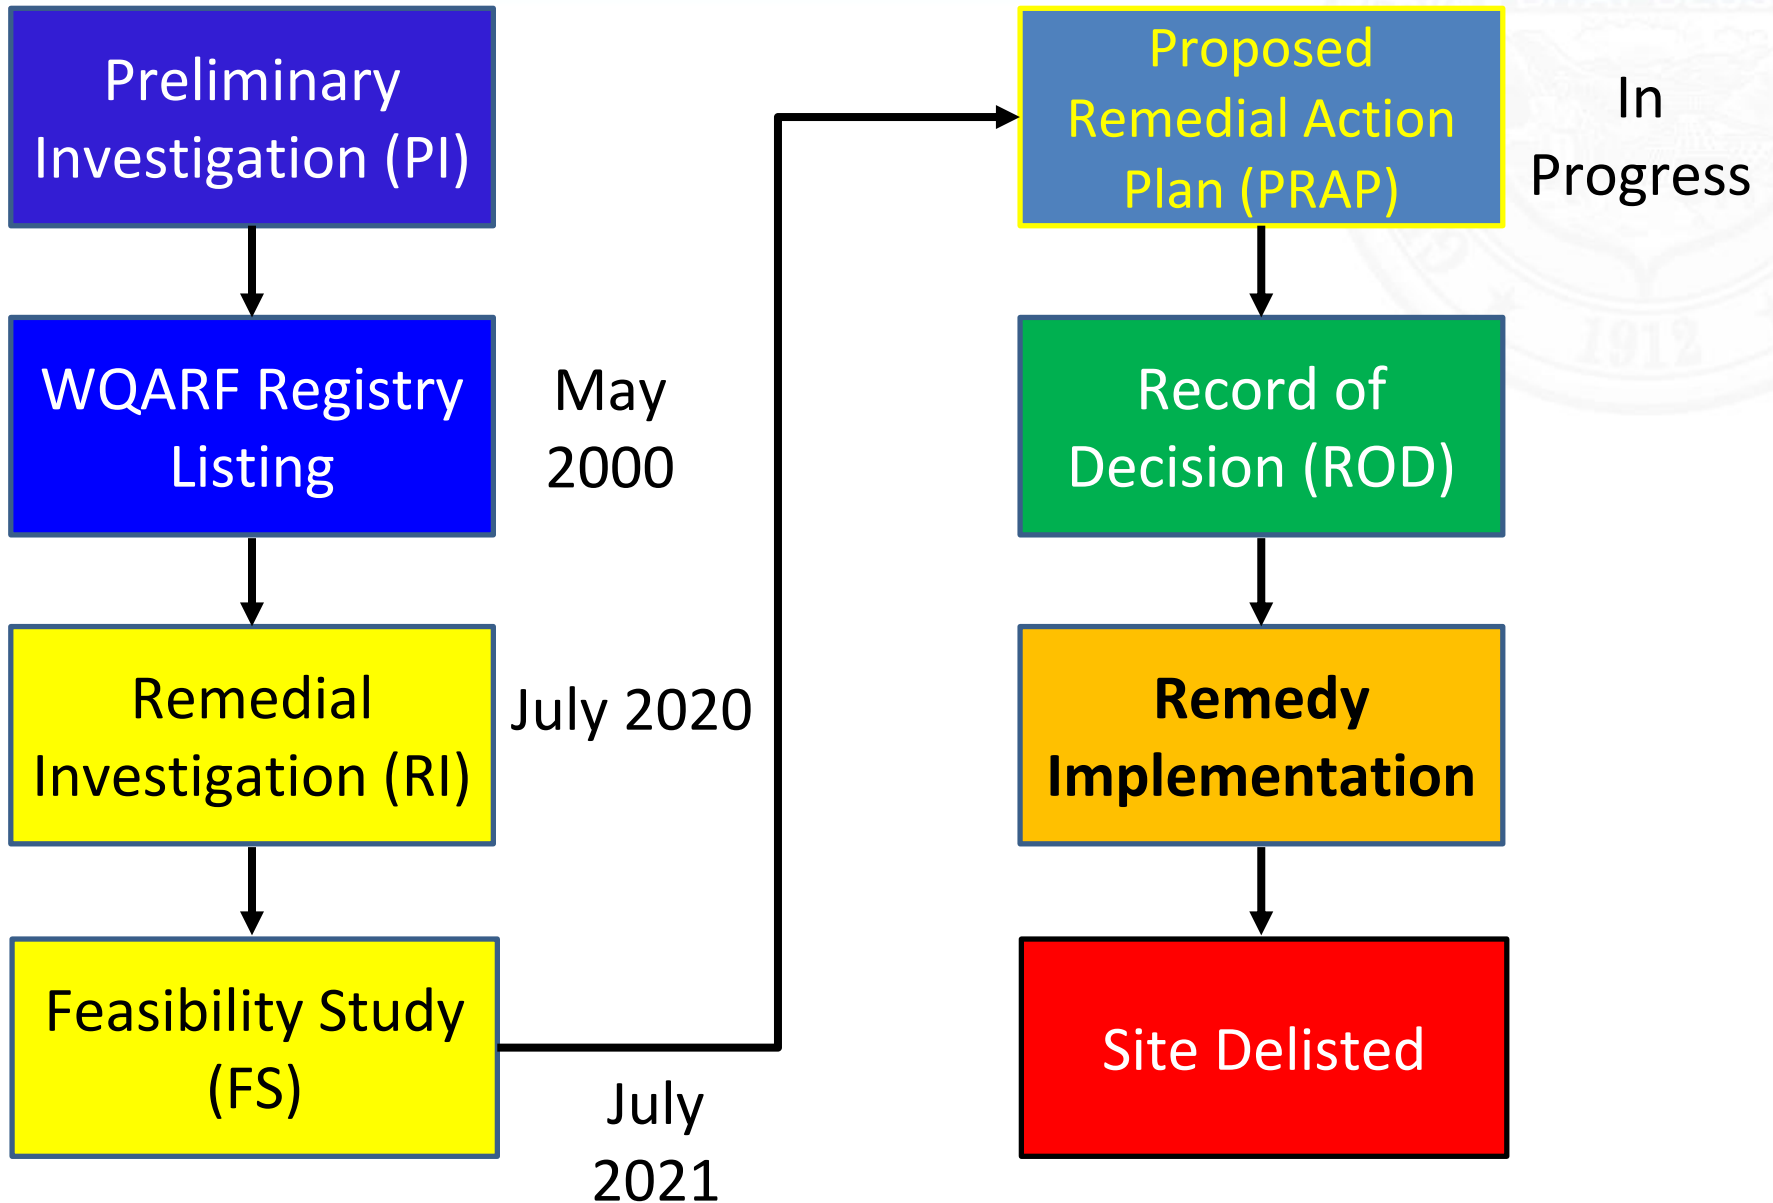 Preliminary
Investigation (PI)
WQARF Registry
Listing
May
2000
Remedial
Investigation (RI)
July 2020
Feasibility Study
(FS)
July
2021
Proposed
Remedial Action
Plan (PRAP)
In
Progress
Record of
Decision (ROD)
Remedy
Implementation
Site Delisted
1912